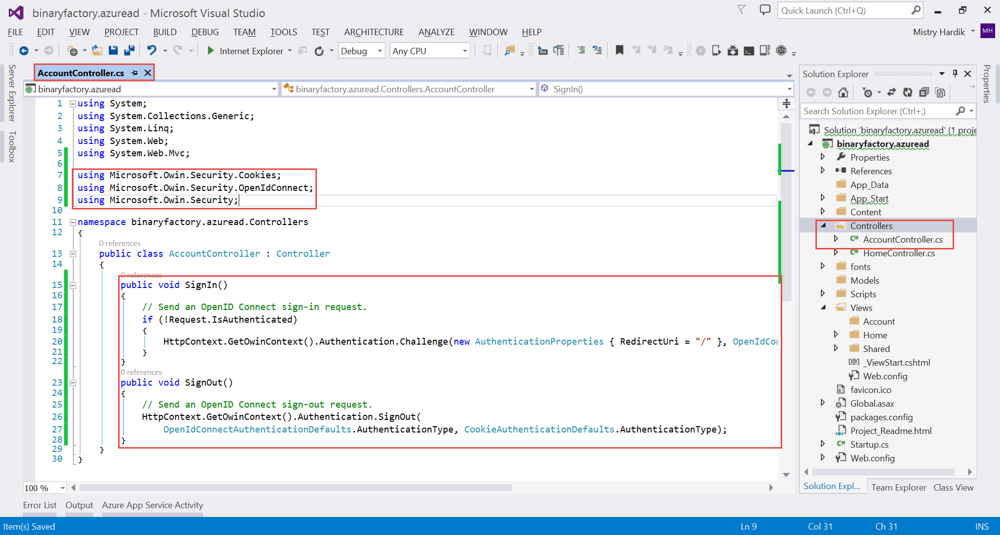 binaryfactory.azuread - Microsoft Visual Studio
Quick Launch (Ctrl+Q)
FILE EDIT VIEW PROJECT BUILD DEBUG TEAM TOOLS TEST ARCHITECTURE ANALYZE WINDOW HELP
Mistry Hardik MH
Internet Explorer Debug Any CPU
Server Explorer
Toolbox
AccountController.cs
binaryfactory.azuread binaryfactory.azuread.Controllers.AccountController SignIn()
1 using System;
2 using System.Collections.Generic;
3 using System.Linq;
4 using System.Web;
5 using System.Web.Mvc;
6
7 using Microsoft.Owin.Security.Cookies;
8 using Microsoft.Owin.Security.OpenIdConnect;
9 using Microsoft.Owin.Security;
10
11 namespace binaryfactory.azuread.Controllers
12 {
0 references
13 public class AccountController : Controller
14 {
0 references
15 public void SignIn()
16 {
17 // Send an OpenID Connect sign-in request.
18 if (!Request.IsAuthenticated)
19 {
20 HttpContext.GetOwinContext().Authentication.Challenge(new AuthenticationProperties { RedirectUri = "/" }, OpenIdCo
21 }
22 }
0 references
23 public void SignOut()
24 {
25 // Send an OpenID Connect sign-out request.
26 HttpContext.GetOwinContext().Authentication.SignOut(
27 OpenIdConnectAuthenticationDefaults.AuthenticationType, CookieAuthenticationDefaults.AuthenticationType);
28 }
29 }
30 }
100 %
Error List Output Azure App Service Activity
Solution Explorer
Search Solution Explorer (Ctrl+;)
Solution 'binaryfactory.azuread' (1 proje
binaryfactory.azuread
Properties
References
App_Data
App_Start
Content
Controllers
C# AccountController.cs
C# HomeController.cs
fonts
Models
Scripts
Views
Account
Home
Shared
[@] _ViewStart.cshtml
Web.config
favicon.ico
Global.asax
packages.config
Project_Readme.html
C# Startup.cs
Web.config
Solution Expl... Team Explorer Class View
Properties
Item(s) Saved Ln 9 Col 31 Ch 31 INS